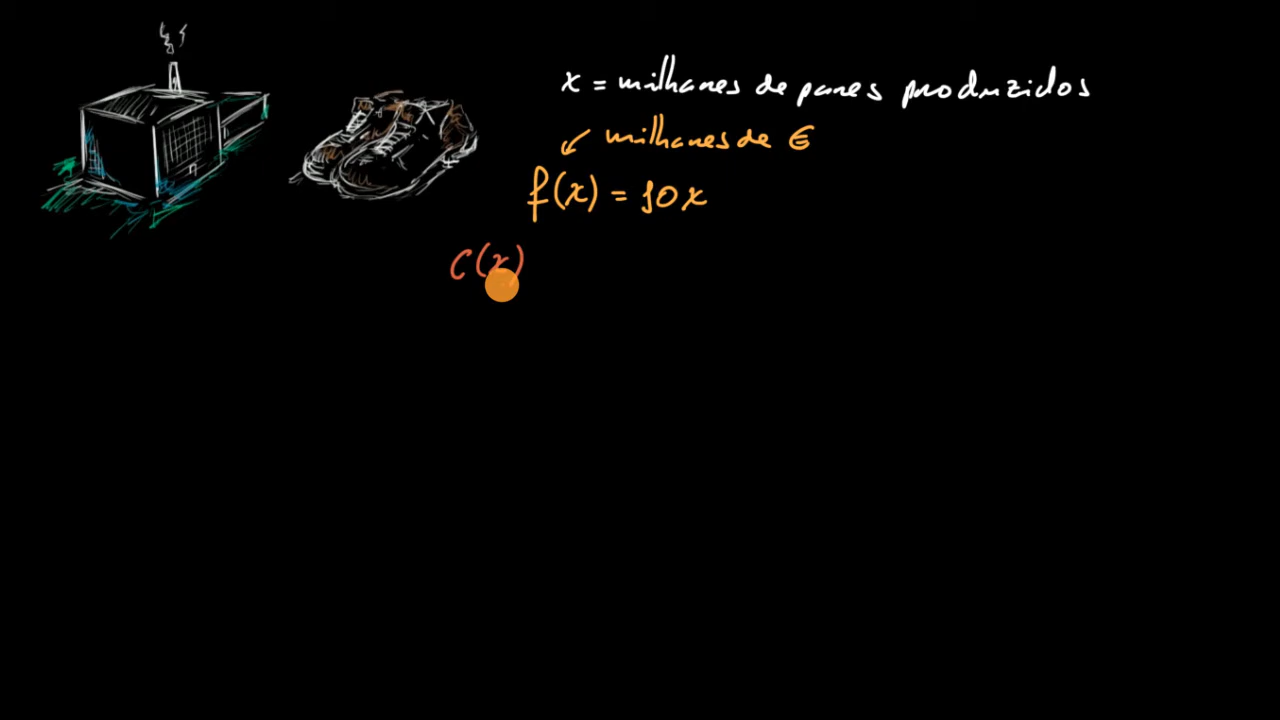 x = milhares de pares produzidos
milhares de €
f(x) = 10x
C(x)